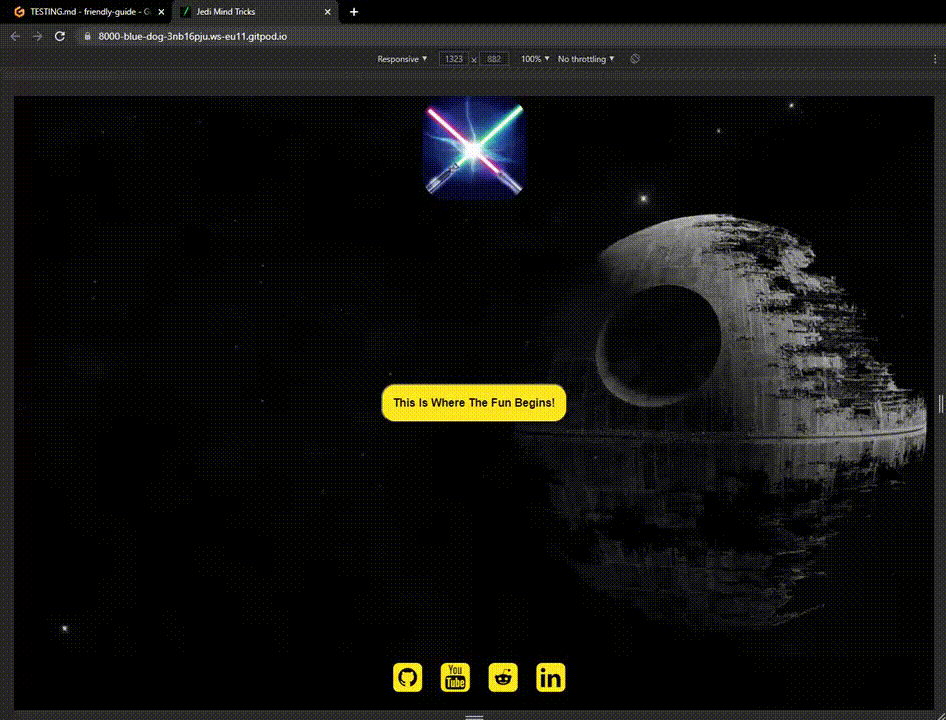 TESTING.md - friendly-guide - G
Jedi Mind Tricks
8000-blue-dog-3nb16pju.ws-eu11.gitpod.io
Responsive 1323 x 882 100% No throttling
This Is Where The Fun Begins!
You
Tube
in